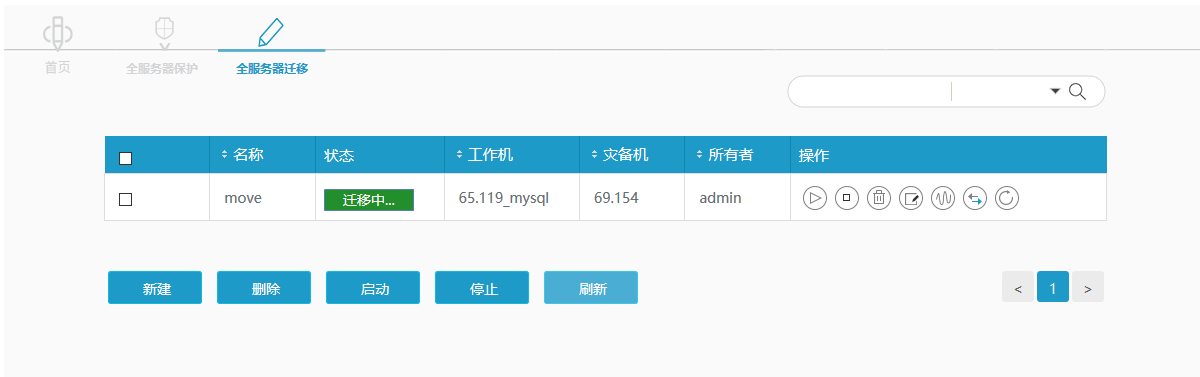 首页
全服务器保护
全服务器迁移
名称 状态 工作机 灾备机 所有者 操作
move 迁移中... 65.119_mysql 69.154 admin
新建 删除 启动 停止 刷新 < 1 >